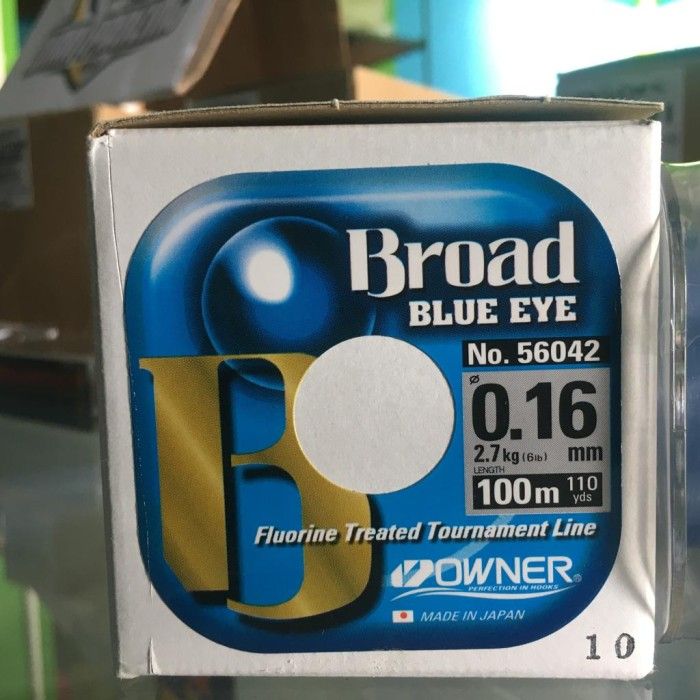 Broad
BLUE EYE
No. 56042
ø
0.16
2.7kg (6lb) mm
LENGTH
100m 110 yds
B
Fluorine Treated Tournament Line
OWNER®
PERFECTION IN HOOKS
MADE IN JAPAN
10